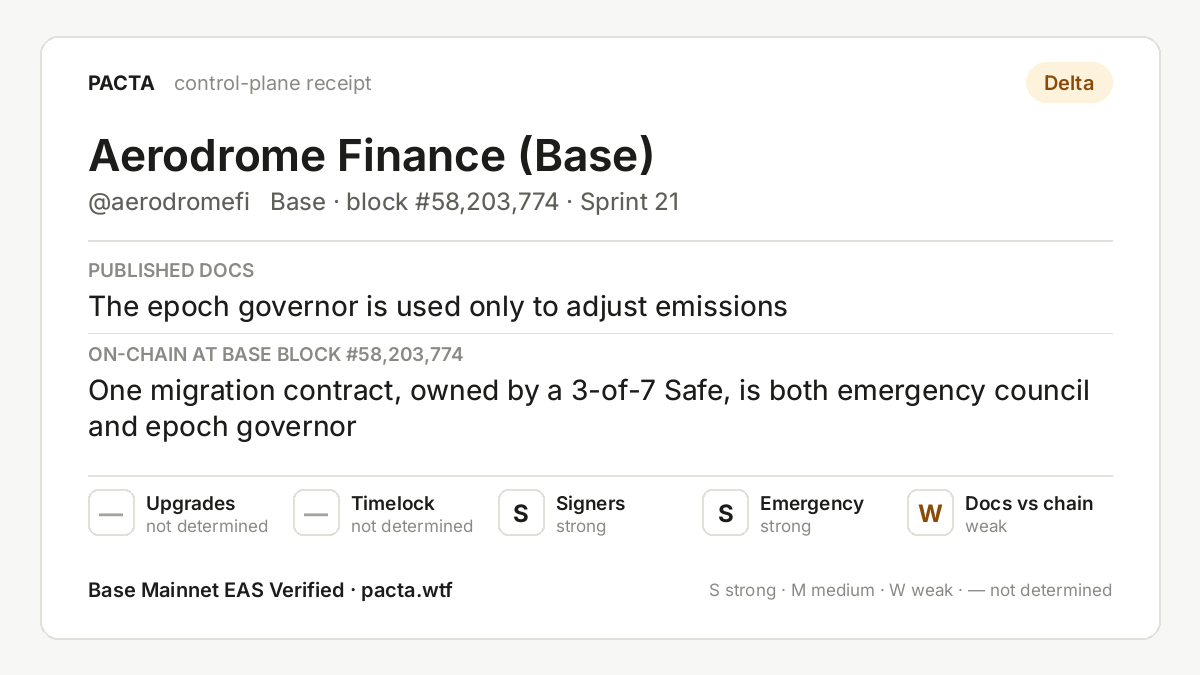 PACTA control-plane receipt Delta
Aerodrome Finance (Base)
@aerodromefi Base · block #58,203,774 · Sprint 21
PUBLISHED DOCS
The epoch governor is used only to adjust emissions
ON-CHAIN AT BASE BLOCK #58,203,774
One migration contract, owned by a 3-of-7 Safe, is both emergency council
and epoch governor
— Upgrades
not determined
— Timelock
not determined
S Signers
strong
S Emergency
strong
W Docs vs chain
weak
Base Mainnet EAS Verified · pacta.wtf
S strong · M medium · W weak · — not determined